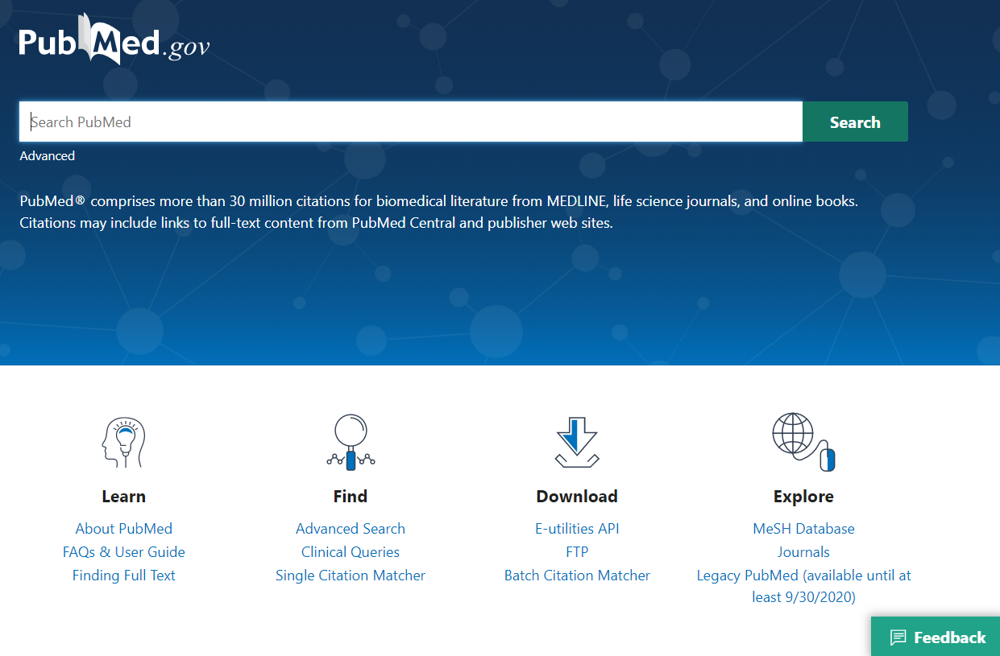 PubMed.gov
Search PubMed
Search
Advanced
PubMed® comprises more than 30 million citations for biomedical literature from MEDLINE, life science journals, and online books.
Citations may include links to full-text content from PubMed Central and publisher web sites.
Learn
About PubMed
FAQs & User Guide
Finding Full Text
Find
Advanced Search
Clinical Queries
Single Citation Matcher
Download
E-utilities API
FTP
Batch Citation Matcher
Explore
MeSH Database
Journals
Legacy PubMed (available until at
least 9/30/2020)
Feedback